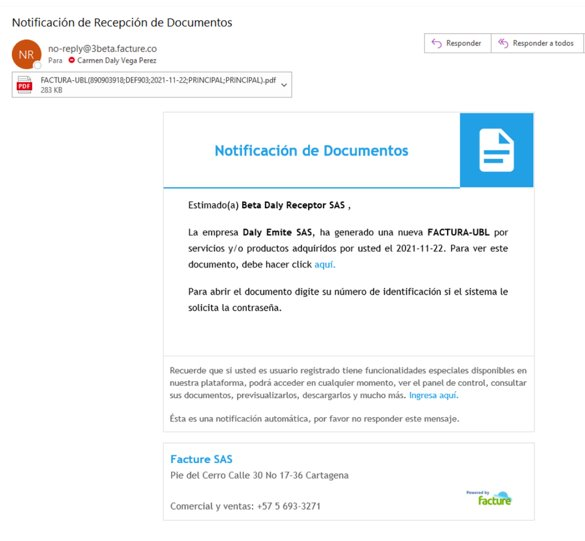 Notificación de Recepción de Documentos
NR
no-reply@3beta.facture.co
Para Carmen Daly Vega Perez
Responder
Responder a todos
PDF
FACTURA-UBL(890903918;DEF903;2021-11-22;PRINCIPAL;PRINCIPAL).pdf
283 KB
Notificación de Documentos
Estimado(a) Beta Daly Receptor SAS ,
La empresa Daly Emite SAS, ha generado una nueva FACTURA-UBL por
servicios y/o productos adquiridos por usted el 2021-11-22. Para ver este
documento, debe hacer click aquí.
Para abrir el documento digite su número de identificación si el sistema le
solicita la contraseña.
Recuerde que si usted es usuario registrado tiene funcionalidades especiales disponibles en
nuestra plataforma, podrá acceder en cualquier momento, ver el panel de control, consultar
sus documentos, previsualizarlos, descargarlos y mucho más. Ingresa aquí.
Ésta es una notificación automática, por favor no responder este mensaje.
Facture SAS
Pie del Cerro Calle 30 No 17-36 Cartagena
Comercial y ventas: +57 5 693-3271
Powered by
facture